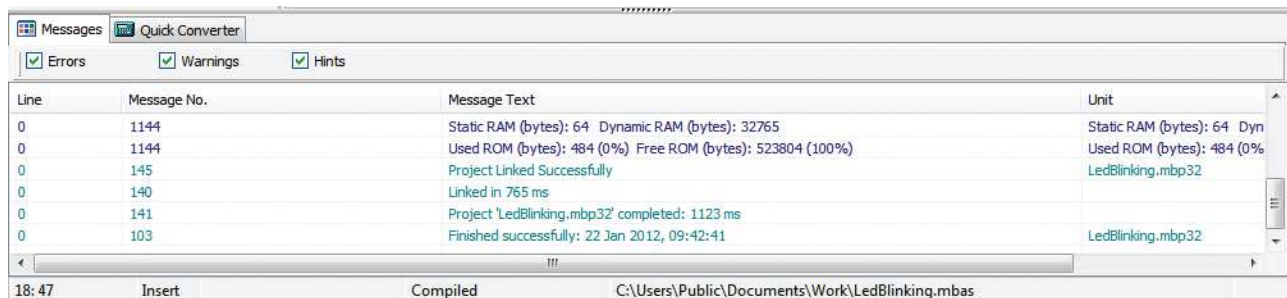 Messages Quick Converter
Errors Warnings Hints
Line Message No. Message Text Unit
0 1144 Static RAM (bytes): 64 Dynamic RAM (bytes): 32765 Static RAM (bytes): 64 Dyn
0 1144 Used ROM (bytes): 484 (0%) Free ROM (bytes): 523804 (100%) Used ROM (bytes): 484 (0%
0 145 Project Linked Successfully LedBlinking.mbp32
0 140 Linked in 765 ms
0 141 Project 'LedBlinking.mbp32' completed: 1123 ms
0 103 Finished successfully: 22 Jan 2012, 09:42:41 LedBlinking.mbp32
18: 47 Insert Compiled C:\Users\Public\Documents\Work\LedBlinking.mbas